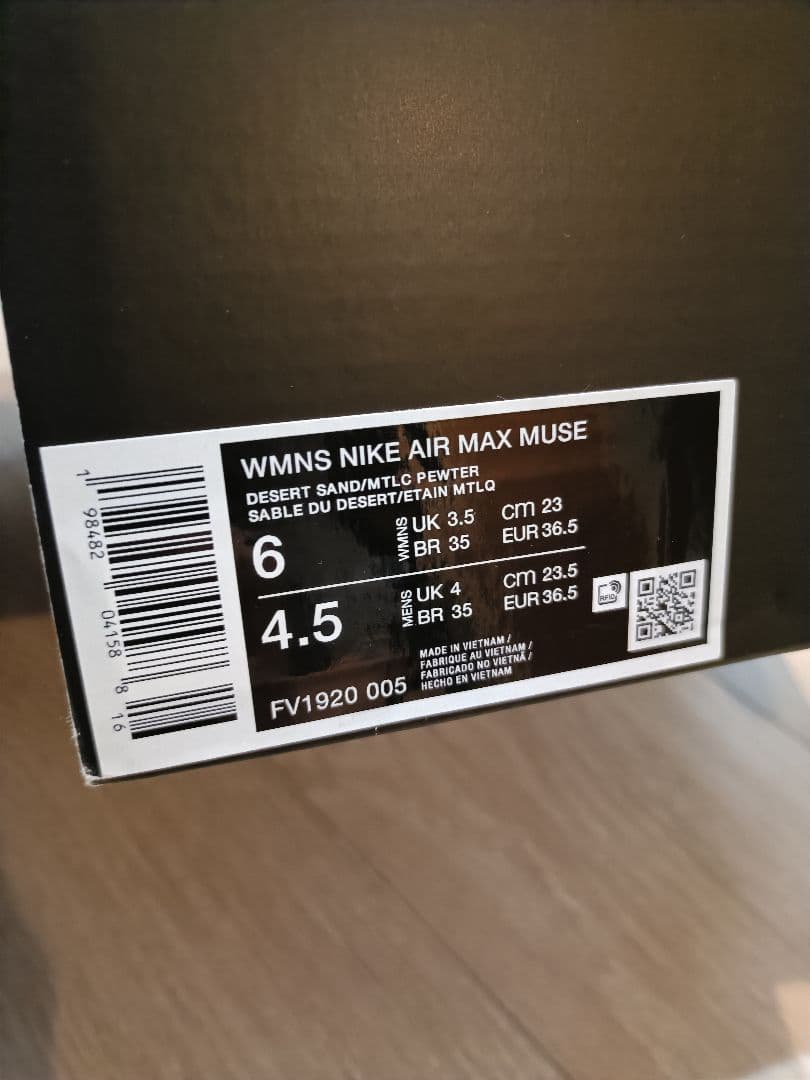 WMNS NIKE AIR MAX MUSE
DESERT SAND/MTLC PEWTER
SABLE DU DESERT/ETAIN MTLQ
6
WMNS
UK 3.5 cm 23
BR 35 EUR 36.5
4.5
MENS
UK 4 cm 23.5
BR 35 EUR 36.5
RFID
MADE IN VIETNAM /
FABRIQUE AU VIETNAM /
FABRICADO NO VIETNÃ /
HECHO EN VIETNAM
FV1920 005
1 98482 04158 8 16